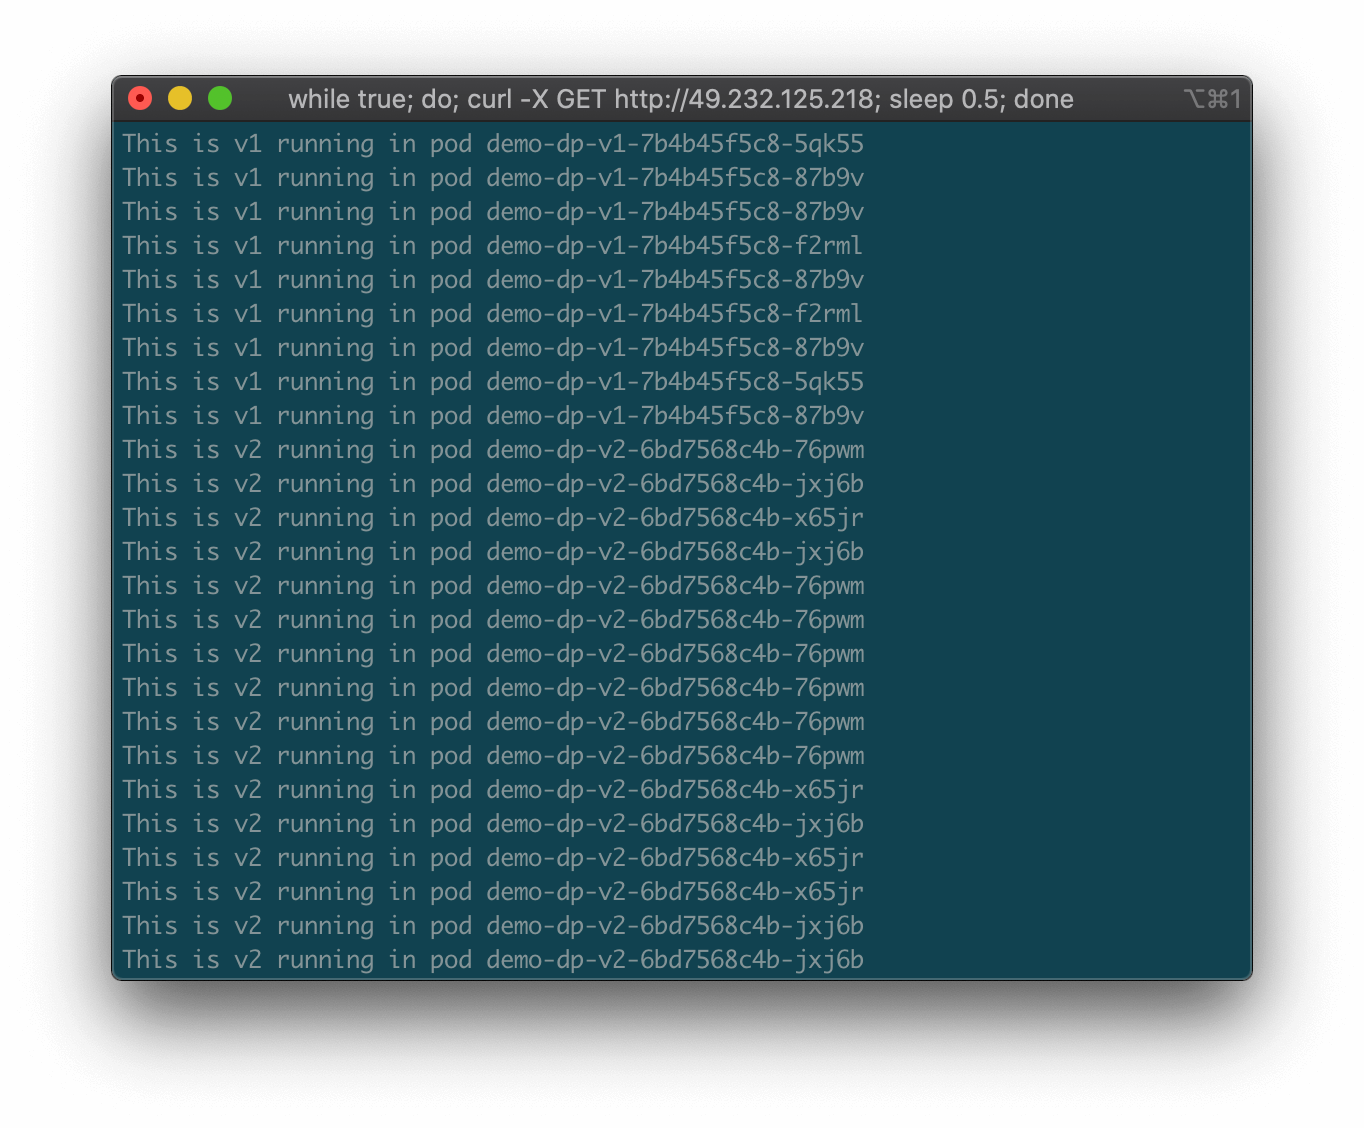 while true; do; curl -X GET http://49.232.125.218; sleep 0.5; done ⌥⌘1
This is v1 running in pod demo-dp-v1-7b4b45f5c8-5qk55
This is v1 running in pod demo-dp-v1-7b4b45f5c8-87b9v
This is v1 running in pod demo-dp-v1-7b4b45f5c8-87b9v
This is v1 running in pod demo-dp-v1-7b4b45f5c8-f2rml
This is v1 running in pod demo-dp-v1-7b4b45f5c8-87b9v
This is v1 running in pod demo-dp-v1-7b4b45f5c8-f2rml
This is v1 running in pod demo-dp-v1-7b4b45f5c8-87b9v
This is v1 running in pod demo-dp-v1-7b4b45f5c8-5qk55
This is v1 running in pod demo-dp-v1-7b4b45f5c8-87b9v
This is v2 running in pod demo-dp-v2-6bd7568c4b-76pwm
This is v2 running in pod demo-dp-v2-6bd7568c4b-jxj6b
This is v2 running in pod demo-dp-v2-6bd7568c4b-x65jr
This is v2 running in pod demo-dp-v2-6bd7568c4b-jxj6b
This is v2 running in pod demo-dp-v2-6bd7568c4b-76pwm
This is v2 running in pod demo-dp-v2-6bd7568c4b-76pwm
This is v2 running in pod demo-dp-v2-6bd7568c4b-76pwm
This is v2 running in pod demo-dp-v2-6bd7568c4b-76pwm
This is v2 running in pod demo-dp-v2-6bd7568c4b-76pwm
This is v2 running in pod demo-dp-v2-6bd7568c4b-76pwm
This is v2 running in pod demo-dp-v2-6bd7568c4b-x65jr
This is v2 running in pod demo-dp-v2-6bd7568c4b-jxj6b
This is v2 running in pod demo-dp-v2-6bd7568c4b-x65jr
This is v2 running in pod demo-dp-v2-6bd7568c4b-x65jr
This is v2 running in pod demo-dp-v2-6bd7568c4b-jxj6b
This is v2 running in pod demo-dp-v2-6bd7568c4b-jxj6b